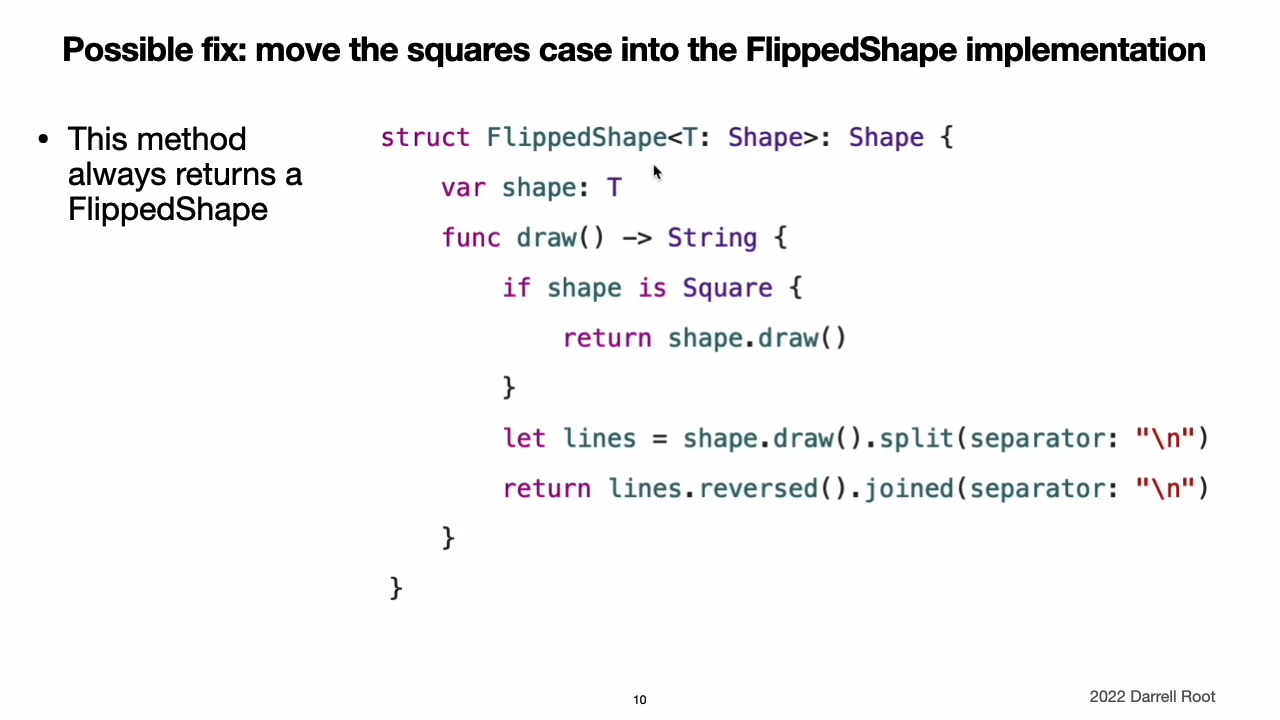 Possible fix: move the squares case into the FlippedShape implementation
• This method
always returns a
FlippedShape
struct FlippedShape<T: Shape>: Shape {
var shape: T
func draw() -> String {
if shape is Square {
return shape.draw()
}
let lines = shape.draw().split(separator: "\n")
return lines.reversed().joined(separator: "\n")
}
}
10
2022 Darrell Root